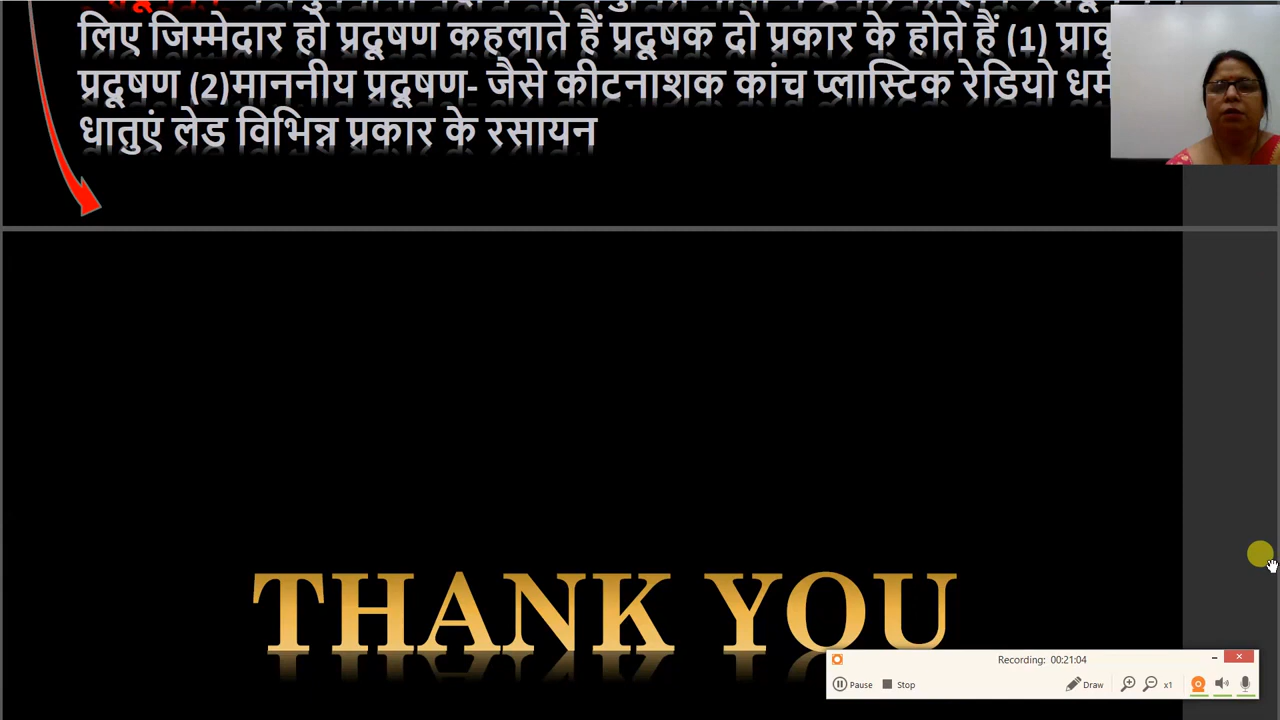 लिए जिम्मेदार हो प्रदूषण कहलाते हैं प्रदूषक दो प्रकार के होते हैं (1)
प्रदूषण (2)माननीय प्रदूषण- जैसे कीटनाशक कांच प्लास्टिक रेडियो
धातुएं लेड विभिन्न प्रकार के रसायन
THANK YOU
Recording: 00:21:04
Pause Stop Draw x1